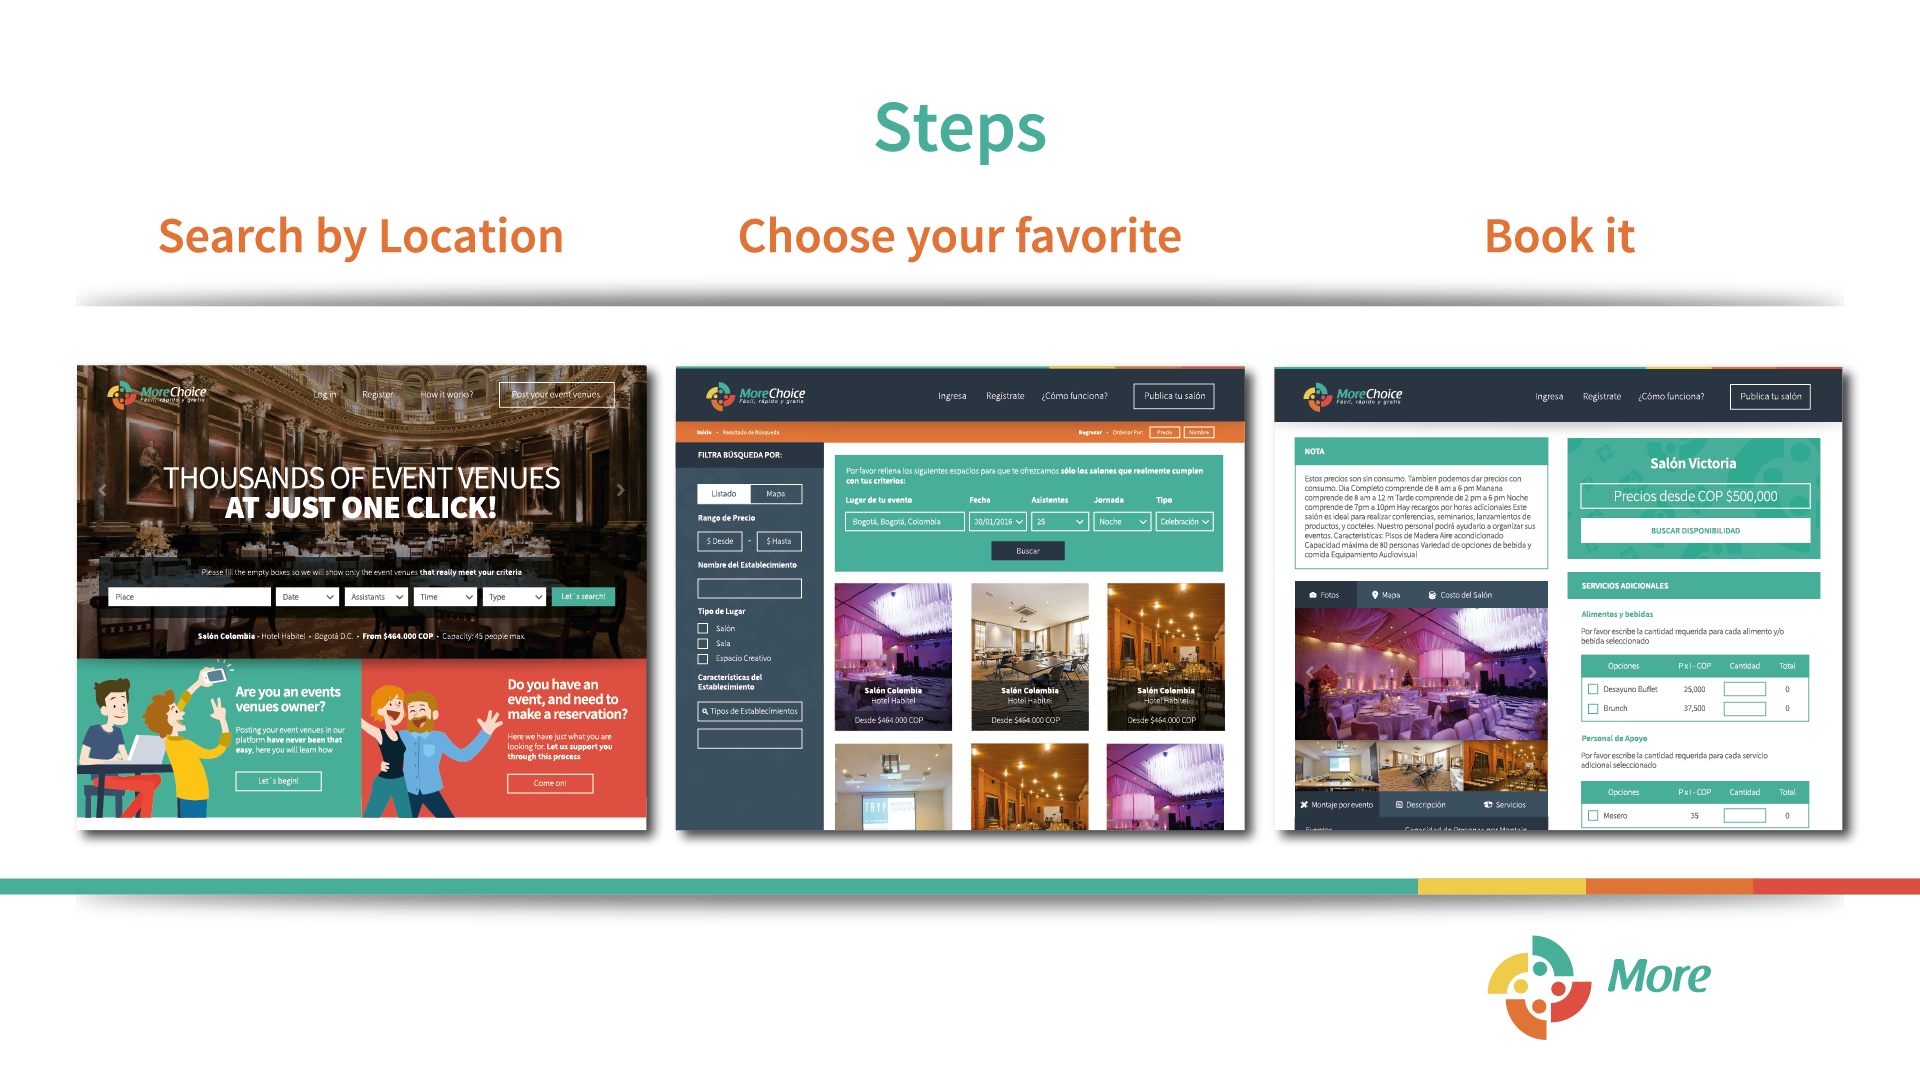 Steps
Search by Location
Choose your favorite
Book it
MoreChoice
Fácil, rápido y gratis
Log in
Register
How it works?
Post your event venues
THOUSANDS OF EVENT VENUES
AT JUST ONE CLICK!
Please fill the empty boxes so we will show only the event venues that really meet your criteria
Place
Date
Assistants
Time
Type
Let´s search!
Salón Colombia - Hotel Habitel • Bogotá D.C. • From $464.000 COP • Capacity: 45 people max.
Are you an events
venues owner?
Posting your event venues in our
platform have never been that
easy, here you will learn how
Let´s begin!
Do you have an
event, and need to
make a reservation?
Here we have just what you are
looking for. Let us support you
through this process
Come on!
MoreChoice
Fácil, rápido y gratis
Ingresa
Regístrate
¿Cómo funciona?
Publica tu salón
Inicio • Resultado de Búsqueda
Regresar • Ordenar Por:
Precio
Nombre
FILTRA BÚSQUEDA POR:
Listado
Mapa
Rango de Precio
$ Desde
-
$ Hasta
Nombre del Establecimiento
Tipo de Lugar
Salón
Sala
Espacio Creativo
Características del
Establecimiento
Tipos de Establecimientos
Por favor rellena los siguientes espacios para que te ofrezcamos sólo los salones que realmente cumplen
con tus criterios:
Lugar de tu evento
Fecha
Asistentes
Jornada
Tipo
Bogotá, Bogotá, Colombia
30/01/2016
25
Noche
Celebración
Buscar
Salón Colombia
Hotel Habitel
Desde $464.000 COP
Salón Colombia
Hotel Habitel
Desde $464.000 COP
Salón Colombia
Hotel Habitel
Desde $464.000 COP
TRYP
MoreChoice
Fácil, rápido y gratis
Ingresa
Regístrate
¿Cómo funciona?
Publica tu salón
NOTA
Estos precios son sin consumo. Tambien podemos dar precios con
consumo. Dia Completo comprende de 8 am a 6 pm Manana
comprende de 8 am a 12 m Tarde comprende de 2 pm a 6 pm Noche
comprende de 7pm a 10pm Hay recargos por horas adicionales Este
salón es ideal para realizar conferencias, seminarios, lanzamientos de
productos, y cocteles. Nuestro personal podrá ayudarlo a organizar sus
eventos. Caracteristicas: Pisos de Madera Aire acondicionado
Capacidad máxima de 80 personas Variedad de opciones de bebida y
comida Equipamiento Audiovisual
Fotos
Mapa
Costo del Salón
Montaje por evento
Descripción
Servicios
Eventos
Capacidad de Personas por Montaje
Salón Victoria
Precios desde COP $500,000
BUSCAR DISPONIBILIDAD
SERVICIOS ADICIONALES
Alimentos y bebidas
Por favor escribe la cantidad requerida para cada alimento y/o
bebida seleccionado
Opciones
P x I - COP
Cantidad
Total
Desayuno Buffet
25,000
0
Brunch
37,500
0
Personal de Apoyo
Por favor escribe la cantidad requerida para cada servicio
adicional seleccionado
Opciones
P x I - COP
Cantidad
Total
Mesero
35
0
More